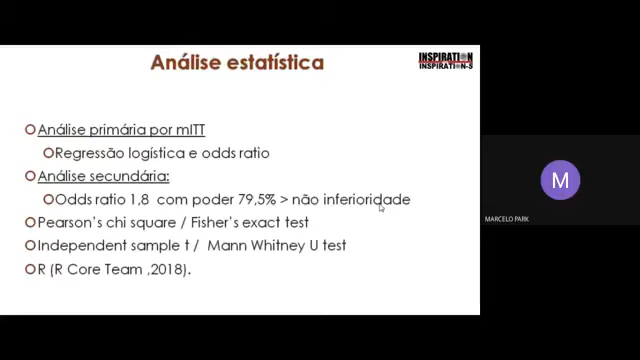 Análise estatística
INSPIRATION
INSPIRATION-S
Análise primária por mITT
Regressão logística e odds ratio
Análise secundária:
Odds ratio 1,8 com poder 79,5% > não inferioridade
Pearson's chi square / Fisher's exact test
Independent sample t / Mann Whitney U test
R (R Core Team ,2018).
M
MARCELO PARK